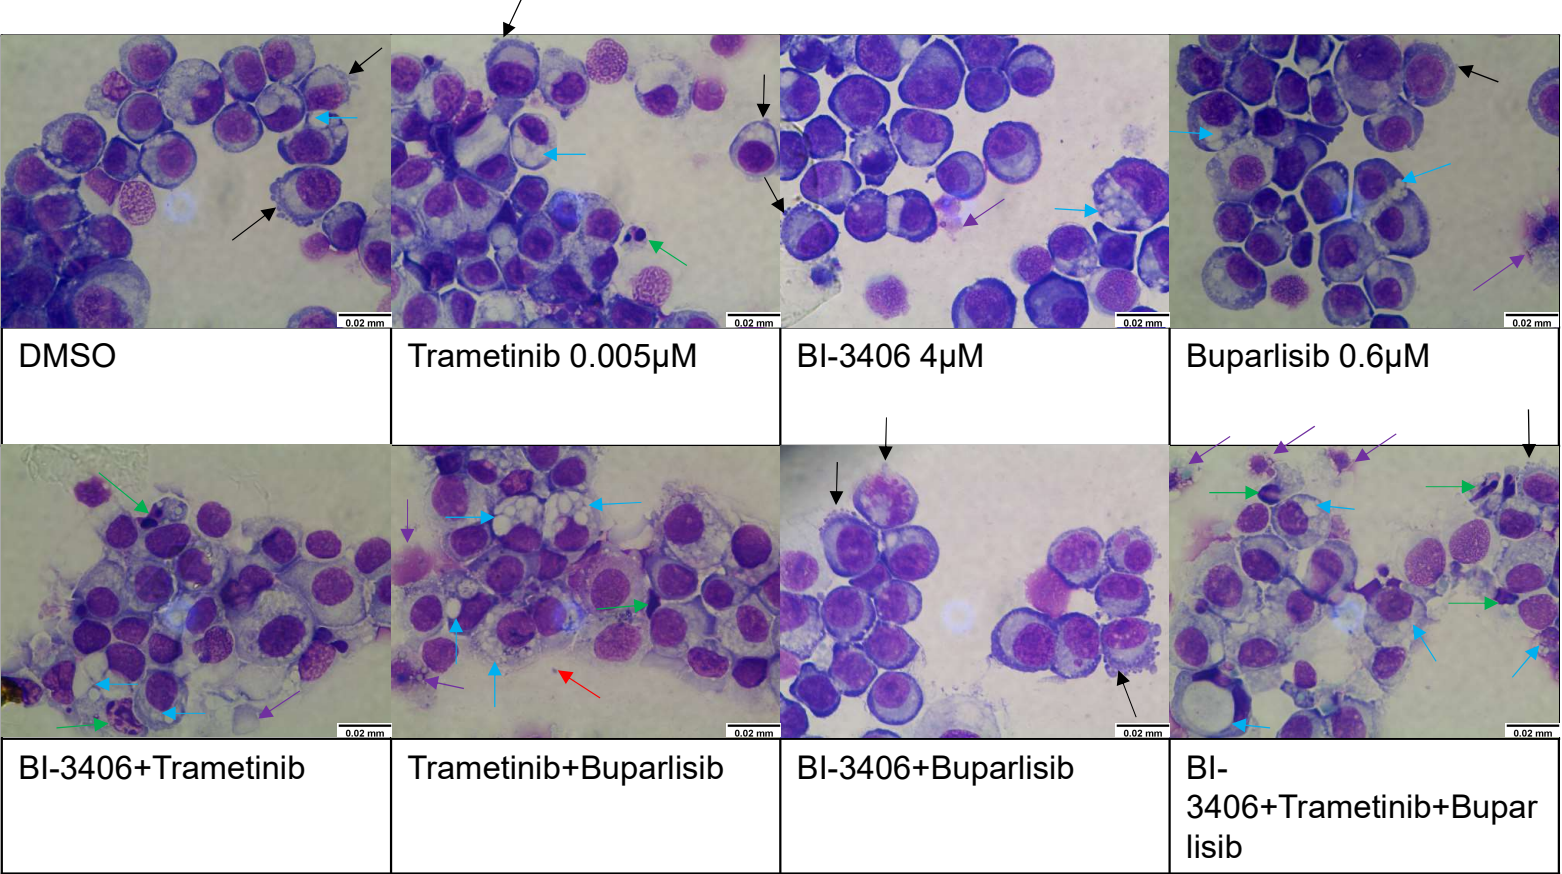 0.02 mm
0.02 mm
0.02 mm
0.02 mm
DMSO
Trametinib 0.005µM
BI-3406 4µM
Buparlisib 0.6µM
0.02 mm
0.02 mm
0.02 mm
0.02 mm
BI-3406+Trametinib
Trametinib+Buparlisib
BI-3406+Buparlisib
BI-
3406+Trametinib+Bupar
lisib